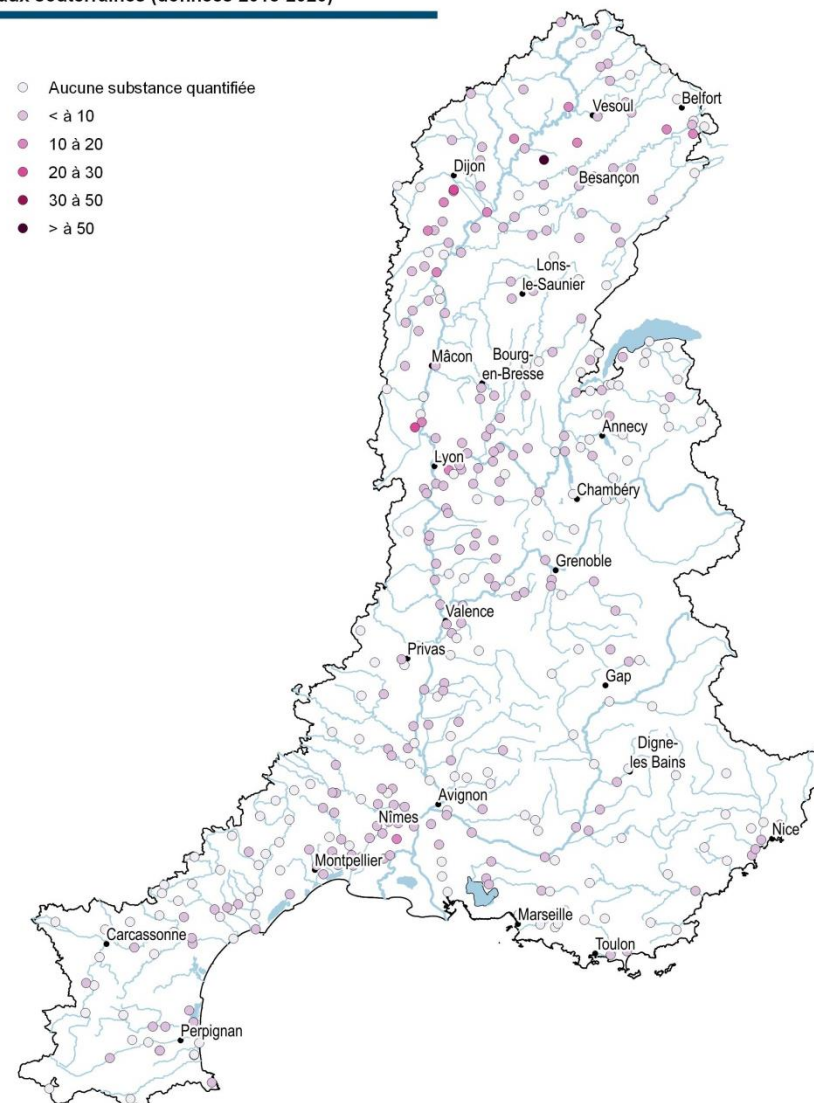 Aucune substance quantifiée
< à 10
10 à 20
20 à 30
30 à 50
> à 50
Vesoul
Belfort
Dijon
Besançon
Lons-
le-Saunier
Mâcon
Bourg-
en-Bresse
Annecy
Lyon
Chambéry
Grenoble
Valence
Privas
Gap
Digne-
les Bains
Avignon
Nîmes
Nice
Montpellier
Marseille
Carcassonne
Toulon
Perpignan